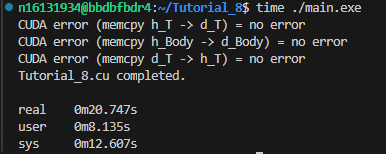 n16131934@bbdbfbdr4:~/Tutorial_8$ time ./main.exe
CUDA error (memcpy h_T -> d_T) = no error
CUDA error (memcpy h_Body -> d_Body) = no error
CUDA error (memcpy d_T -> h_T) = no error
Tutorial_8.cu completed.
real 0m20.747s
user 0m8.135s
sys 0m12.607s